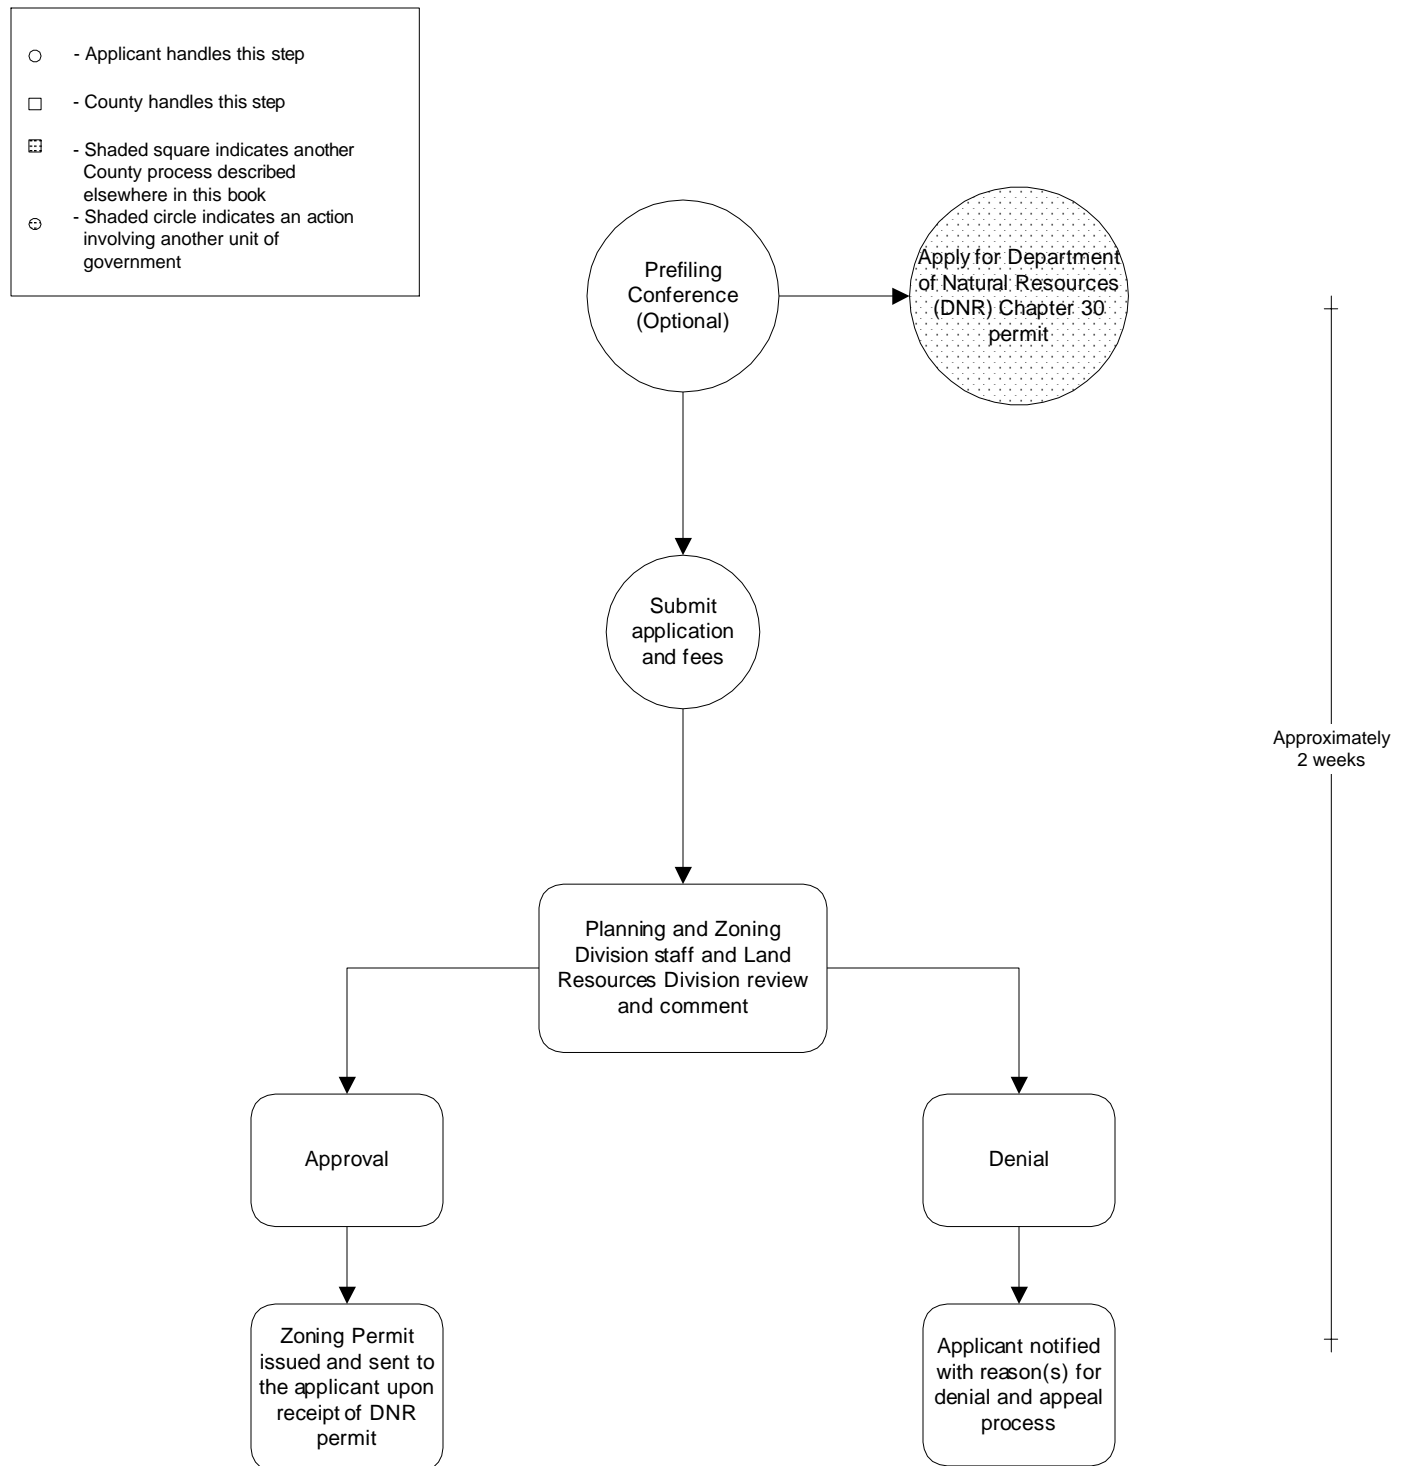 - Applicant handles this step
- County handles this step
- Shaded square indicates another
County process described
elsewhere in this book
- Shaded circle indicates an action
involving another unit of
government
Prefiling
Conference
(Optional)
Apply for Department
of Natural Resources
(DNR) Chapter 30
permit
Submit
application
and fees
Approximately
2 weeks
Planning and Zoning
Division staff and Land
Resources Division review
and comment
Approval
Denial
Zoning Permit
issued and sent to
the applicant upon
receipt of DNR
permit
Applicant notified
with reason(s) for
denial and appeal
process